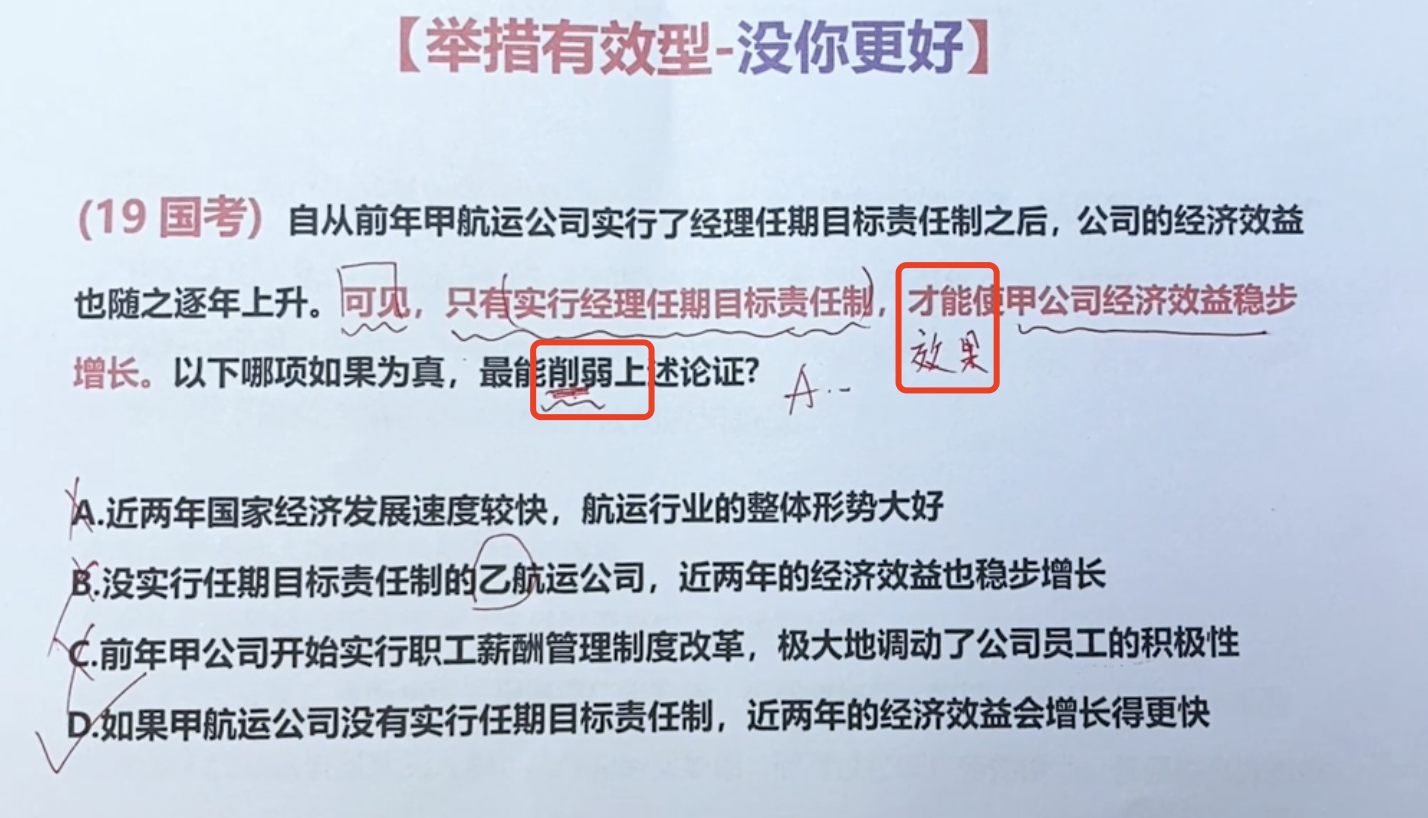 【举措有效型-没你更好】
(19 国考) 自从前年甲航运公司实行了经理任期目标责任制之后，公司的经济效益
也随之逐年上升。可见，只有实行经理任期目标责任制，才能使甲公司经济效益稳步
效果
增长。以下哪项如果为真，最能削弱上述论证？ A..
A.近两年国家经济发展速度较快，航运行业的整体形势大好
B.没实行任期目标责任制的乙航运公司，近两年的经济效益也稳步增长
C.前年甲公司开始实行职工薪酬管理制度改革，极大地调动了公司员工的积极性
D.如果甲航运公司没有实行任期目标责任制，近两年的经济效益会增长得更快